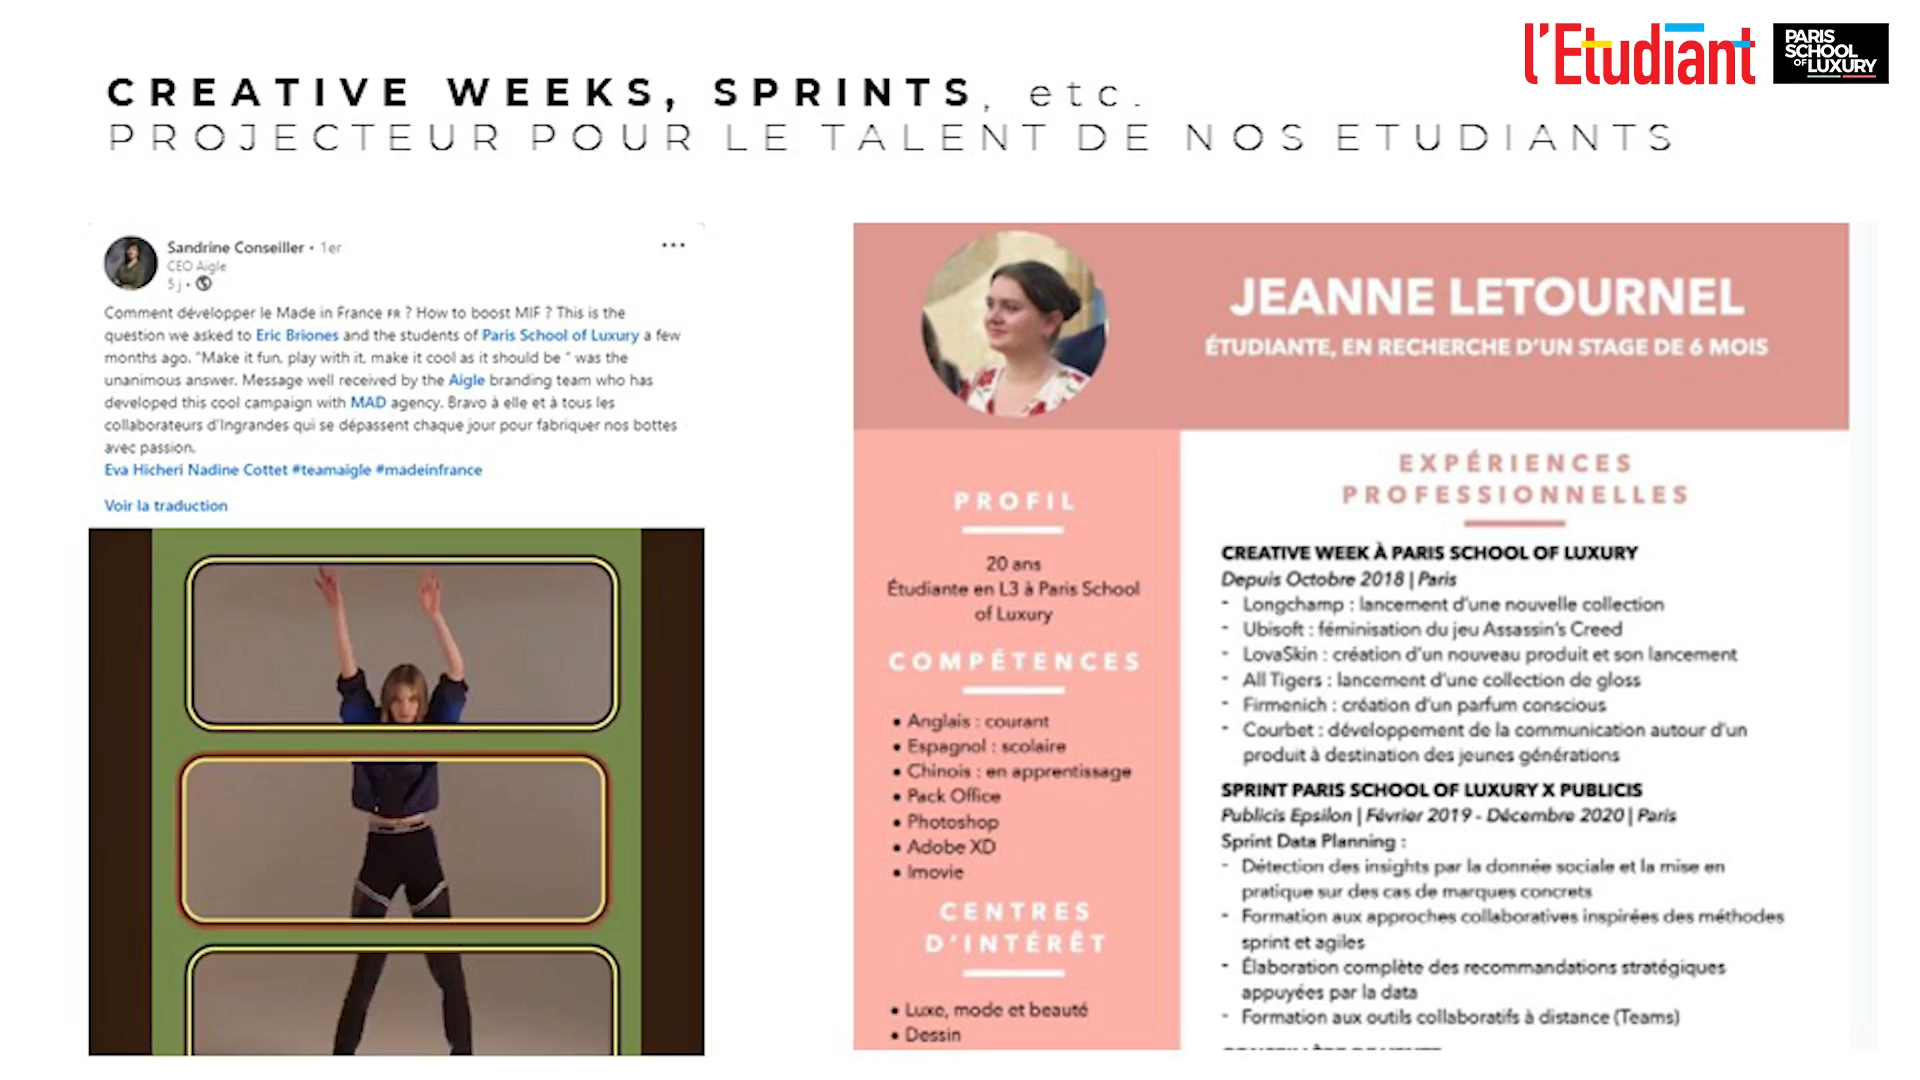 l'Etudiant
PARIS
SCHOOL
OF LUXURY
CREATIVE WEEKS, SPRINTS, etc.
PROJECTEUR POUR LE TALENT DE NOS ETUDIANTS
Sandrine Conseiller • 1er
CEO Aigle
5 j •
Comment développer le Made in France FR ? How to boost MIF ? This is the
question we asked to Eric Briones and the students of Paris School of Luxury a few
months ago. "Make it fun, play with it, make it cool as it should be " was the
unanimous answer. Message well received by the Aigle branding team who has
developed this cool campaign with MAD agency. Bravo à elle et à tous les
collaborateurs d'Ingrandes qui se dépassent chaque jour pour fabriquer nos bottes
avec passion.
Eva Hicheri Nadine Cottet #teamaigle #madeinfrance
Voir la traduction
JEANNE LETOURNEL
ÉTUDIANTE, EN RECHERCHE D'UN STAGE DE 6 MOIS
PROFIL
20 ans
Étudiante en L3 à Paris School
of Luxury
COMPÉTENCES
• Anglais : courant
• Espagnol : scolaire
• Chinois : en apprentissage
• Pack Office
• Photoshop
• Adobe XD
• Imovie
CENTRES
D'INTÉRÊT
• Luxe, mode et beauté
• Dessin
EXPÉRIENCES
PROFESSIONNELLES
CREATIVE WEEK À PARIS SCHOOL OF LUXURY
Depuis Octobre 2018 | Paris
- Longchamp : lancement d'une nouvelle collection
- Ubisoft : féminisation du jeu Assassin's Creed
- LovaSkin : création d'un nouveau produit et son lancement
- All Tigers : lancement d'une collection de gloss
- Firmenich : création d'un parfum conscious
- Courbet : développement de la communication autour d'un
produit à destination des jeunes générations
SPRINT PARIS SCHOOL OF LUXURY X PUBLICIS
Publicis Epsilon | Février 2019 - Décembre 2020 | Paris
Sprint Data Planning :
- Détection des insights par la donnée sociale et la mise en
pratique sur des cas de marques concrets
- Formation aux approches collaboratives inspirées des méthodes
sprint et agiles
- Élaboration complète des recommandations stratégiques
appuyées par la data
- Formation aux outils collaboratifs à distance (Teams)